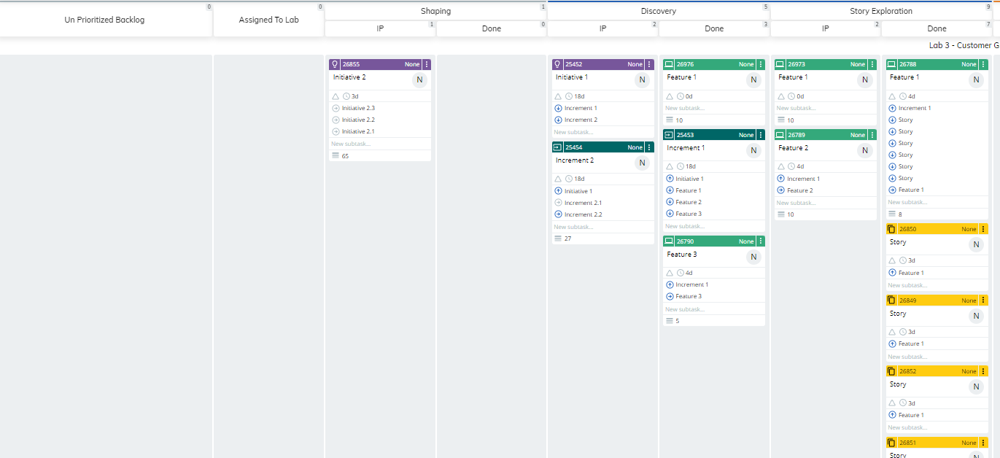 Un Prioritized Backlog
0
Assigned To Lab
0
Shaping
1
IP
1
Done
0
Discovery
5
IP
2
Done
3
Story Exploration
9
IP
2
Done
7
Lab 3 - Customer G
26855 None
Initiative 2
N
3d
Initiative 2.3
Initiative 2.2
Initiative 2.1
New subtask...
65
25452 None
Initiative 1
N
18d
Increment 1
Increment 2
New subtask...
25454 None
Increment 2
N
18d
Initiative 1
Increment 2.1
Increment 2.2
New subtask...
27
26976 None
Feature 1
N
0d
New subtask...
10
25453 None
Increment 1
N
18d
Initiative 1
Feature 1
Feature 2
Feature 3
New subtask...
26790 None
Feature 3
N
4d
Increment 1
Feature 3
New subtask...
5
26973 None
Feature 1
N
0d
New subtask...
10
26789 None
Feature 2
N
4d
Increment 1
Feature 2
New subtask...
10
26788 None
Feature 1
N
4d
Increment 1
Story
Story
Story
Story
Story
Story
Feature 1
New subtask...
8
26850 None
Story
N
3d
Feature 1
New subtask...
26849 None
Story
N
3d
Feature 1
New subtask...
26852 None
Story
N
3d
Feature 1
New subtask...
26851 None
Story
N